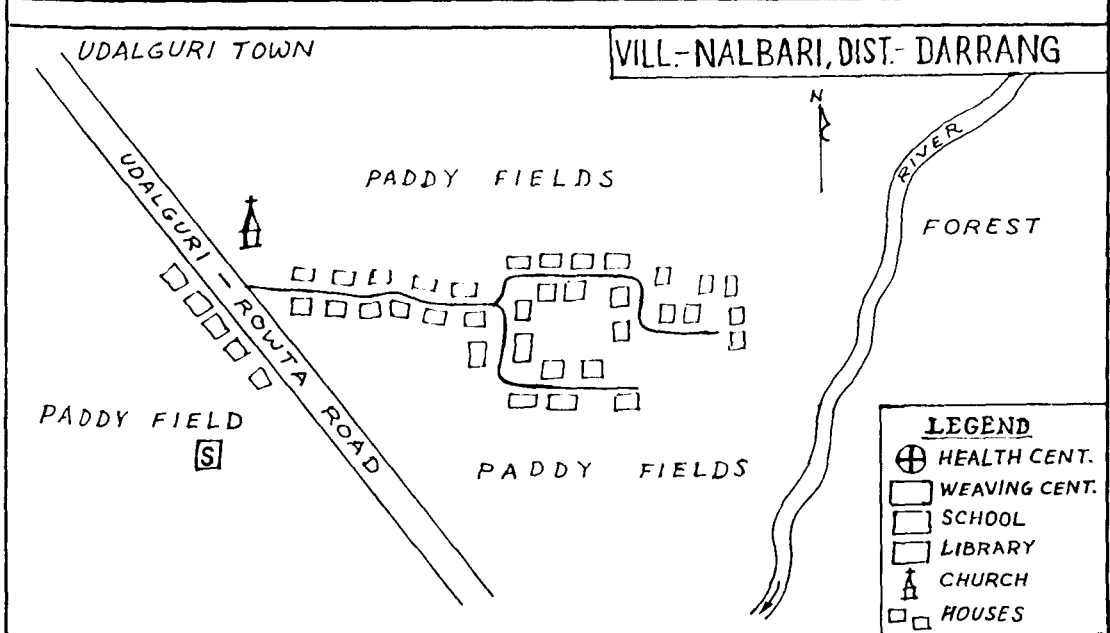 UDALGURI TOWN
VILL.-NALBARI, DIST.- DARRANG
N
RIVER
UDALGURI - ROWTA ROAD
PADDY FIELDS
FOREST
PADDY FIELD
S
PADDY FIELDS
LEGEND
HEALTH CENT.
WEAVING CENT.
SCHOOL
LIBRARY
CHURCH
HOUSES